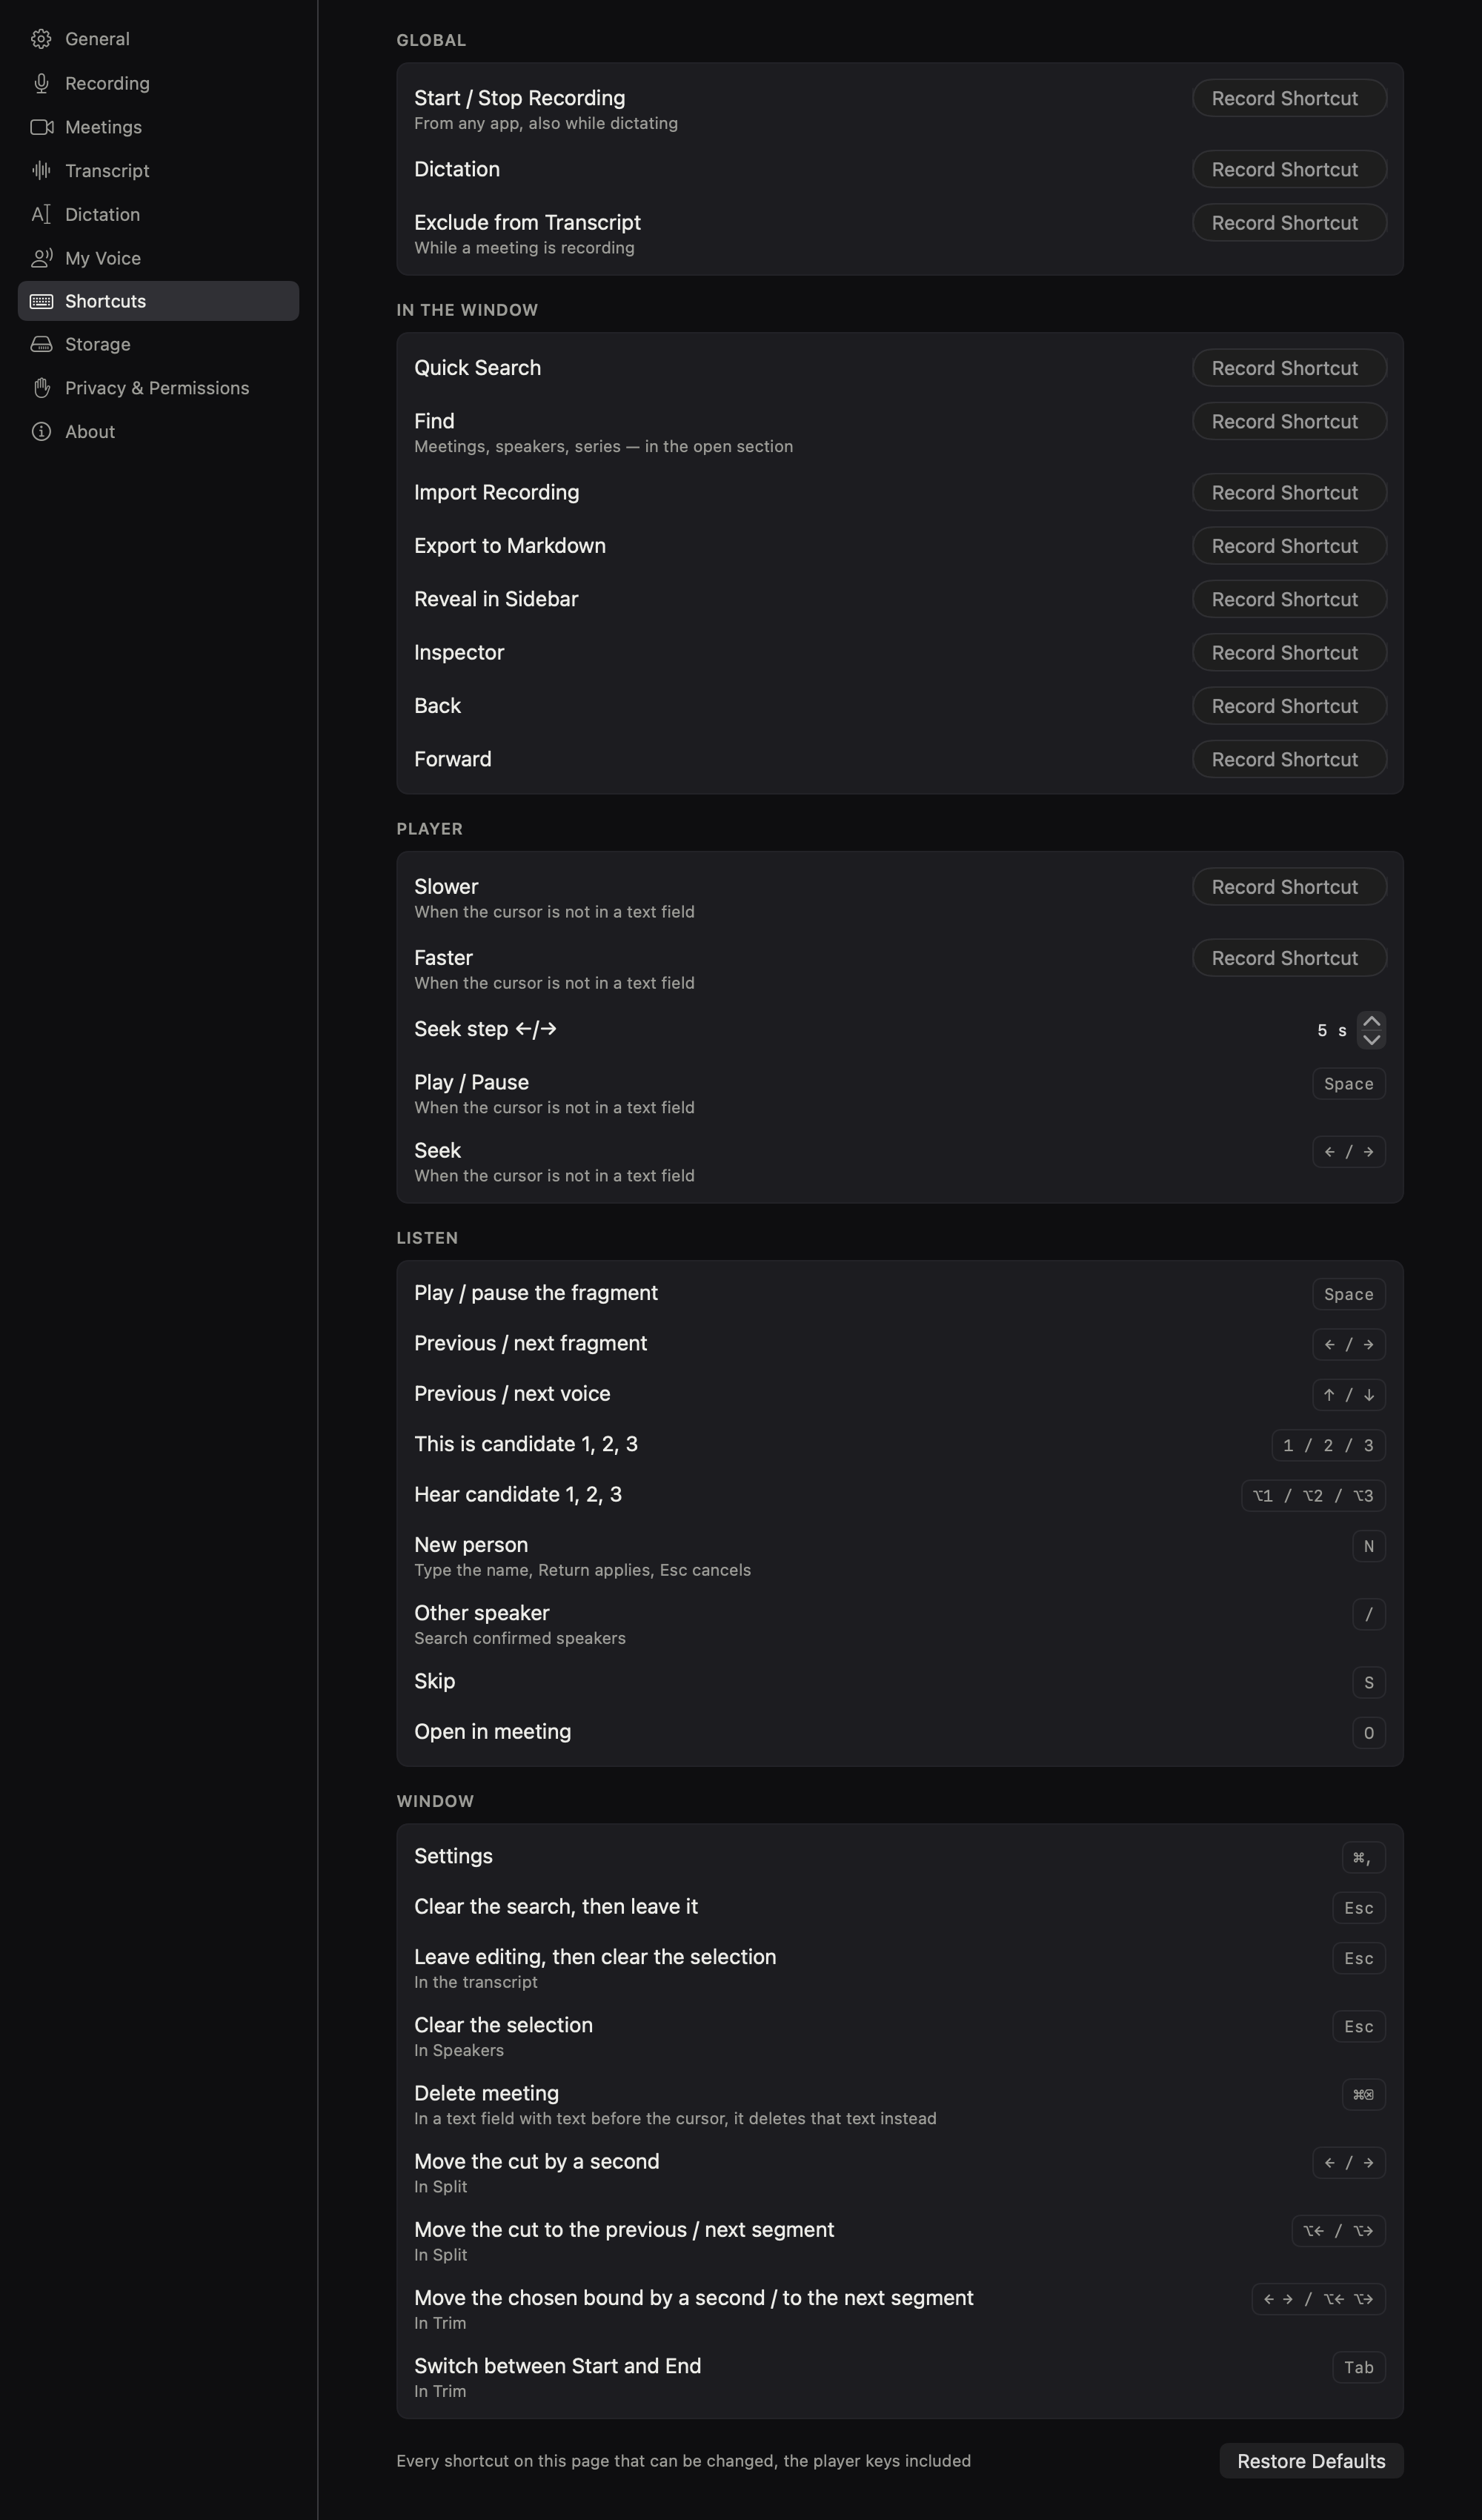 General
Recording
Meetings
Transcript
Dictation
My Voice
Shortcuts
Storage
Privacy & Permissions
About
GLOBAL
Start / Stop Recording
Record Shortcut
From any app, also while dictating
Dictation
Record Shortcut
Exclude from Transcript
Record Shortcut
While a meeting is recording
IN THE WINDOW
Quick Search
Record Shortcut
Find
Record Shortcut
Meetings, speakers, series — in the open section
Import Recording
Record Shortcut
Export to Markdown
Record Shortcut
Reveal in Sidebar
Record Shortcut
Inspector
Record Shortcut
Back
Record Shortcut
Forward
Record Shortcut
PLAYER
Slower
Record Shortcut
When the cursor is not in a text field
Faster
Record Shortcut
When the cursor is not in a text field
Seek step ←/→
5 s
Play / Pause
Space
When the cursor is not in a text field
Seek
← / →
When the cursor is not in a text field
LISTEN
Play / pause the fragment
Space
Previous / next fragment
← / →
Previous / next voice
↑ / ↓
This is candidate 1, 2, 3
1 / 2 / 3
Hear candidate 1, 2, 3
⌥1 / ⌥2 / ⌥3
New person
N
Type the name, Return applies, Esc cancels
Other speaker
/
Search confirmed speakers
Skip
S
Open in meeting
O
WINDOW
Settings
⌘,
Clear the search, then leave it
Esc
Leave editing, then clear the selection
Esc
In the transcript
Clear the selection
Esc
In Speakers
Delete meeting
⌘⌫
In a text field with text before the cursor, it deletes that text instead
Move the cut by a second
← / →
In Split
Move the cut to the previous / next segment
⌥← / ⌥→
In Split
Move the chosen bound by a second / to the next segment
← → / ⌥← ⌥→
In Trim
Switch between Start and End
Tab
In Trim
Every shortcut on this page that can be changed, the player keys included
Restore Defaults